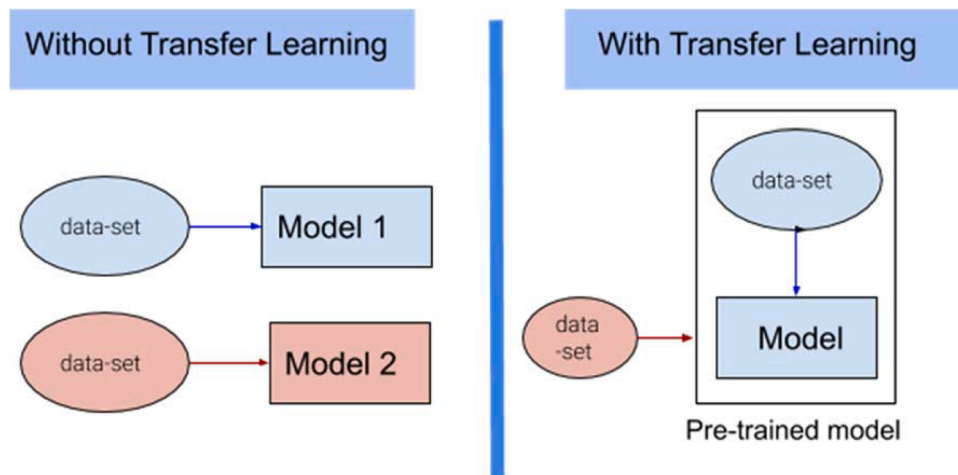 Without Transfer Learning
data-set
Model 1
data-set
Model 2
With Transfer Learning
data-set
Model
data
-set
Pre-trained model